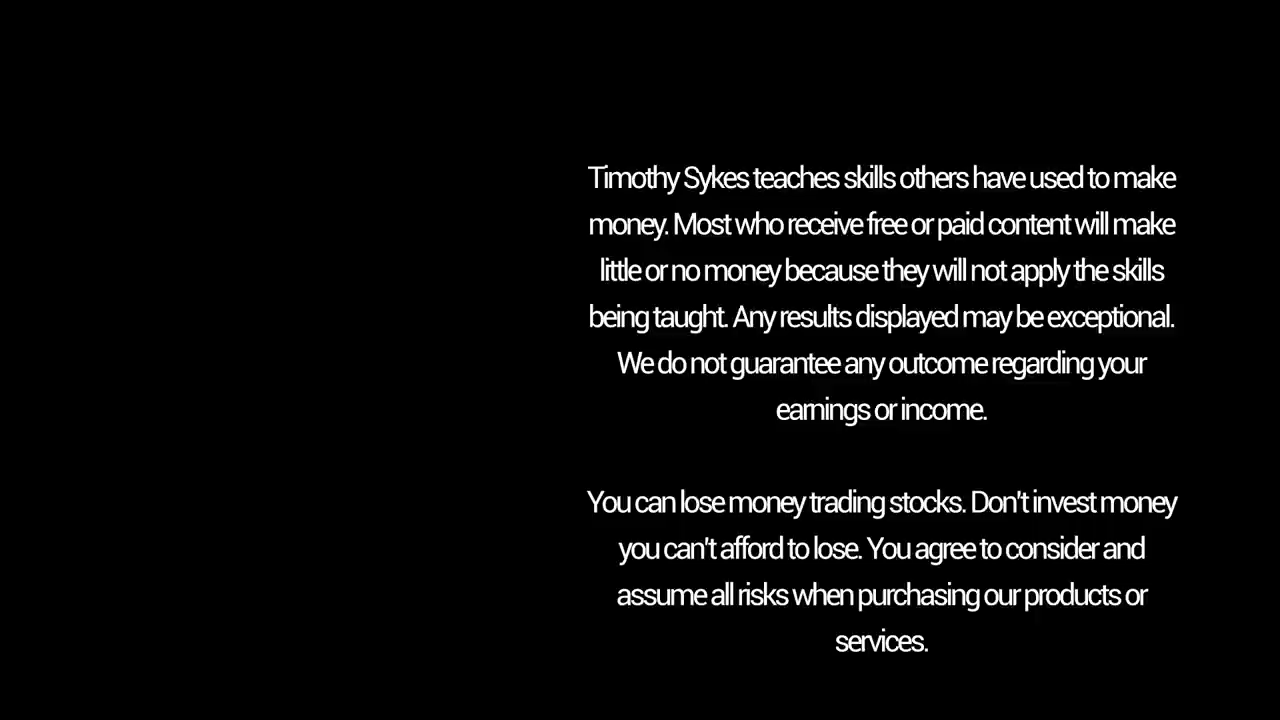 Timothy Sykes teaches skills others have used to make
money. Most who receive free or paid content will make
little or no money because they will not apply the skills
being taught. Any results displayed may be exceptional.
We do not guarantee any outcome regarding your
earnings or income.
You can lose money trading stocks. Don't invest money
you can't afford to lose. You agree to consider and
assume all risks when purchasing our products or
services.